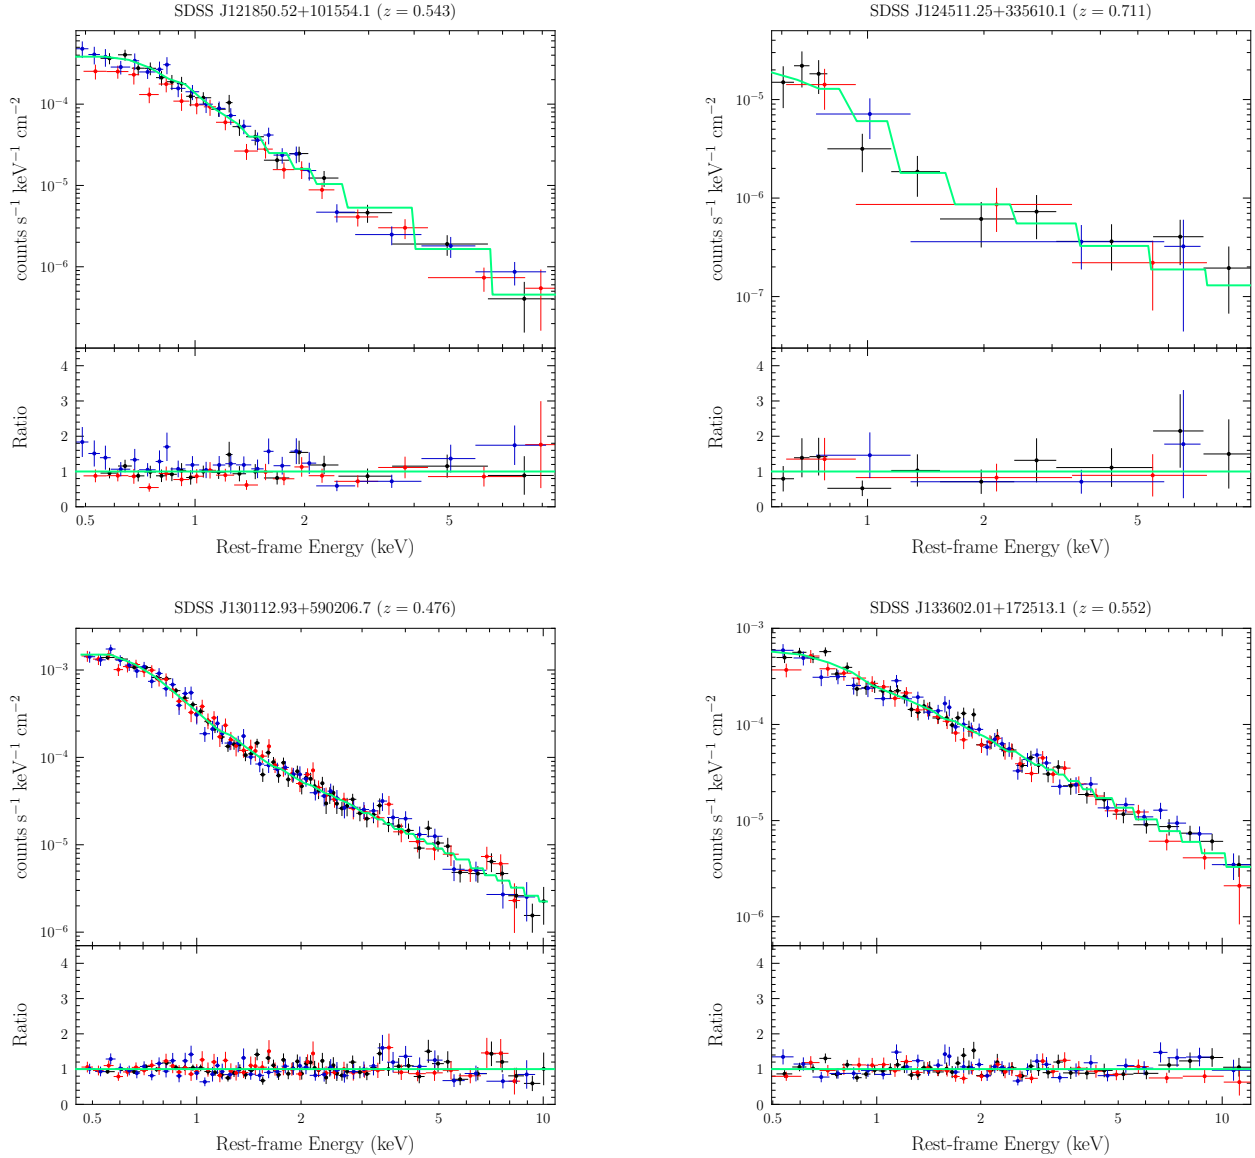 SDSS J121850.52+101554.1 (z = 0.543)
counts s⁻¹ keV⁻¹ cm⁻²
10⁻⁴
10⁻⁵
10⁻⁶
Ratio
4
3
2
1
0
0.5 1 2 5
Rest-frame Energy (keV)
SDSS J124511.25+335610.1 (z = 0.711)
counts s⁻¹ keV⁻¹ cm⁻²
10⁻⁵
10⁻⁶
10⁻⁷
Ratio
4
3
2
1
0
1 2 5
Rest-frame Energy (keV)
SDSS J130112.93+590206.7 (z = 0.476)
counts s⁻¹ keV⁻¹ cm⁻²
10⁻³
10⁻⁴
10⁻⁵
10⁻⁶
Ratio
4
3
2
1
0
0.5 1 2 5 10
Rest-frame Energy (keV)
SDSS J133602.01+172513.1 (z = 0.552)
counts s⁻¹ keV⁻¹ cm⁻²
10⁻³
10⁻⁴
10⁻⁵
10⁻⁶
Ratio
4
3
2
1
0
0.5 1 2 5 10
Rest-frame Energy (keV)